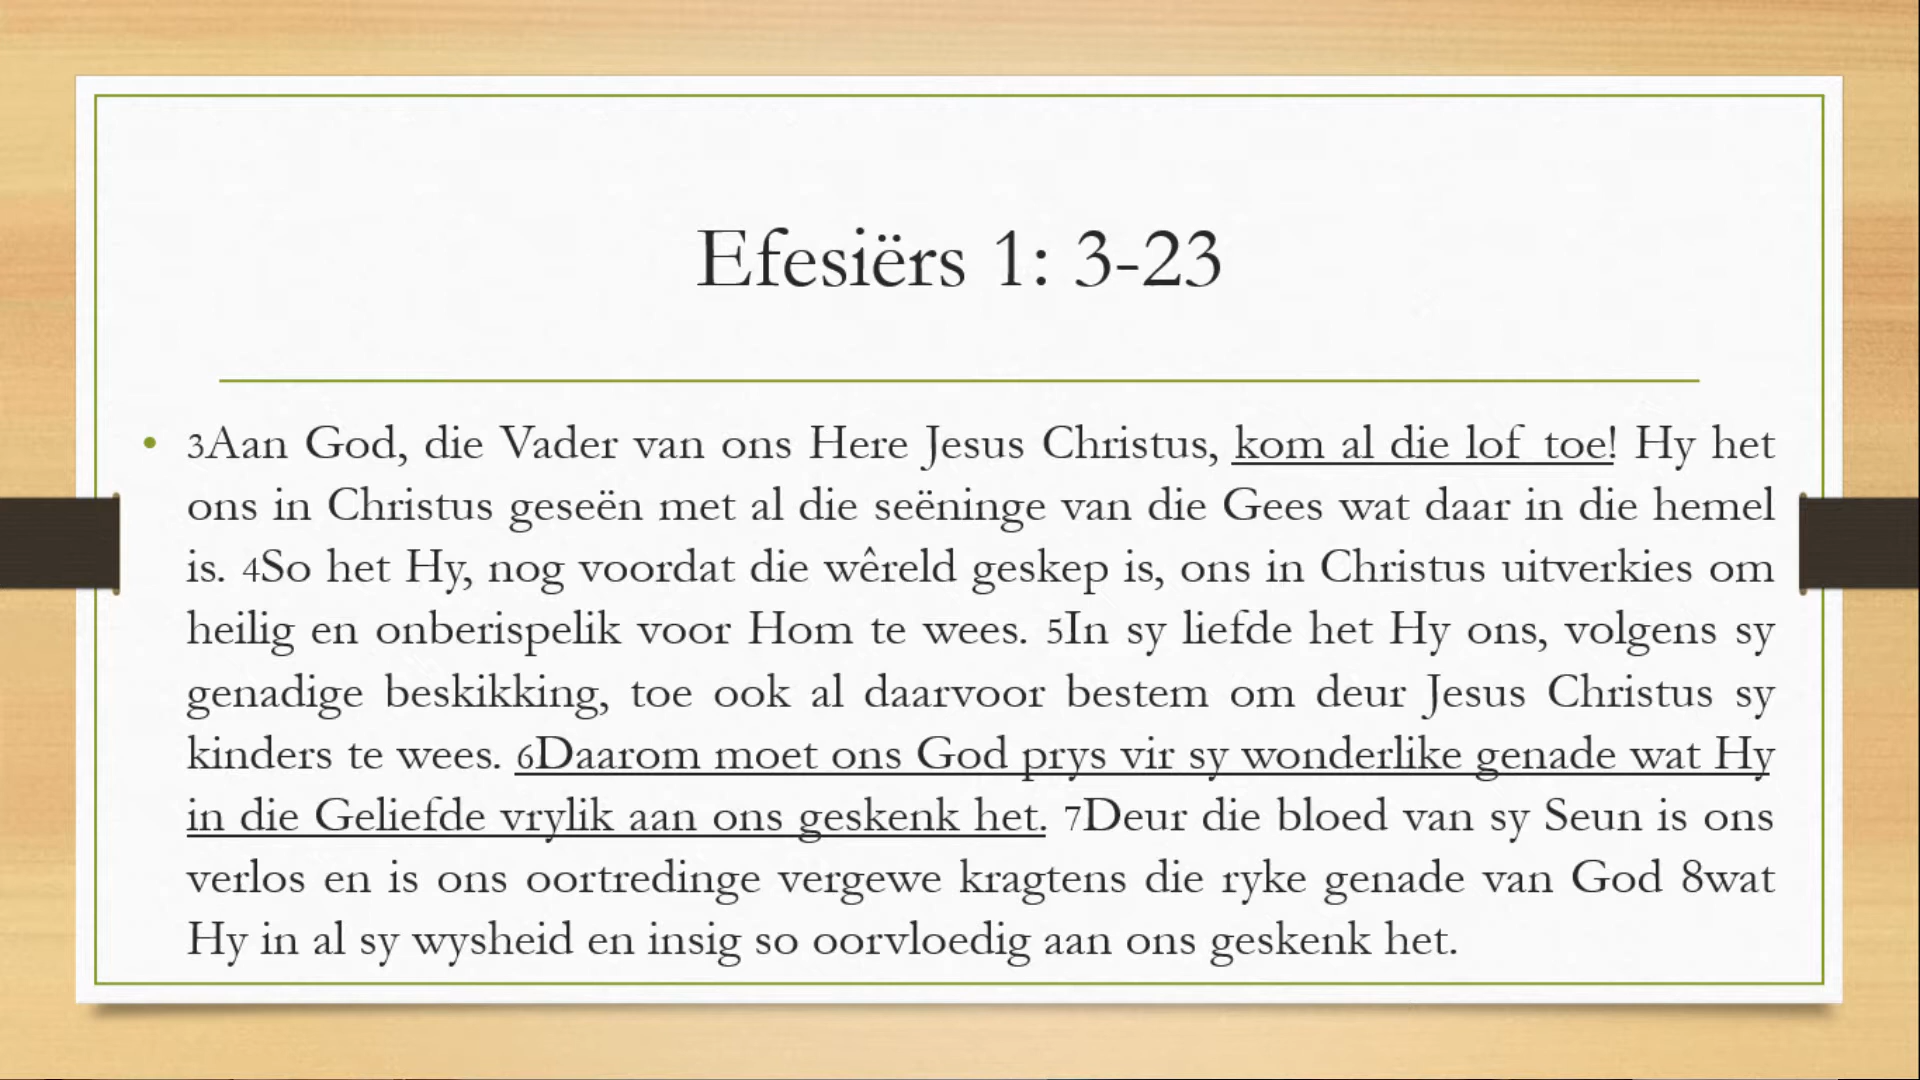 Efesiërs 1: 3-23
• 3Aan God, die Vader van ons Here Jesus Christus, kom al die lof toe! Hy het
ons in Christus geseën met al die seëninge van die Gees wat daar in die hemel
is. 4So het Hy, nog voordat die wêreld geskep is, ons in Christus uitverkies om
heilig en onberispelik voor Hom te wees. 5In sy liefde het Hy ons, volgens sy
genadige beskikking, toe ook al daarvoor bestem om deur Jesus Christus sy
kinders te wees. 6Daarom moet ons God prys vir sy wonderlike genade wat Hy
in die Geliefde vrylik aan ons geskenk het. 7Deur die bloed van sy Seun is ons
verlos en is ons oortredinge vergewe kragtens die ryke genade van God 8wat
Hy in al sy wysheid en insig so oorvloedig aan ons geskenk het.